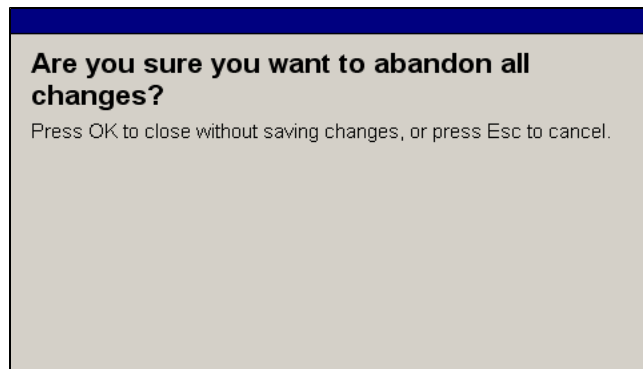 Are you sure you want to abandon all
changes?
Press OK to close without saving changes, or press Esc to cancel.